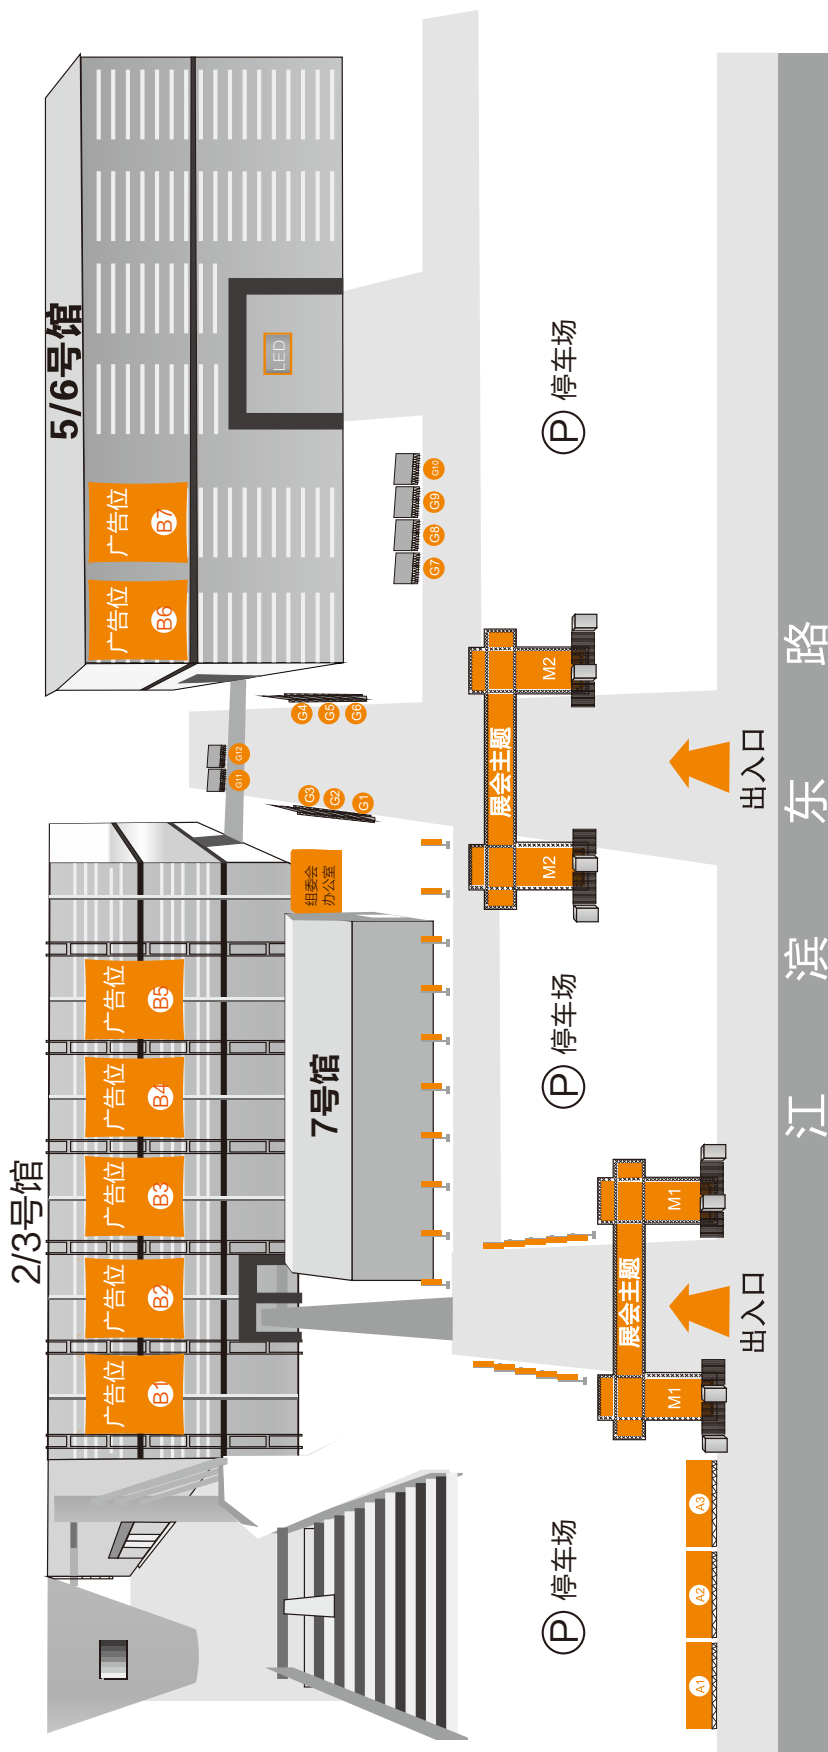 2/3号馆
5/6号馆
广告位
B1
广告位
B2
广告位
B3
广告位
B4
广告位
B5
广告位
B6
广告位
B7
LED
7号馆
组委会
办公室
G11
G12
G3
G2
G1
G4
G5
G6
G7
G8
G9
G10
展会主题
M2
M2
P 停车场
P 停车场
P 停车场
展会主题
M1
M1
A1
A2
A3
出入口
出入口
江滨东路